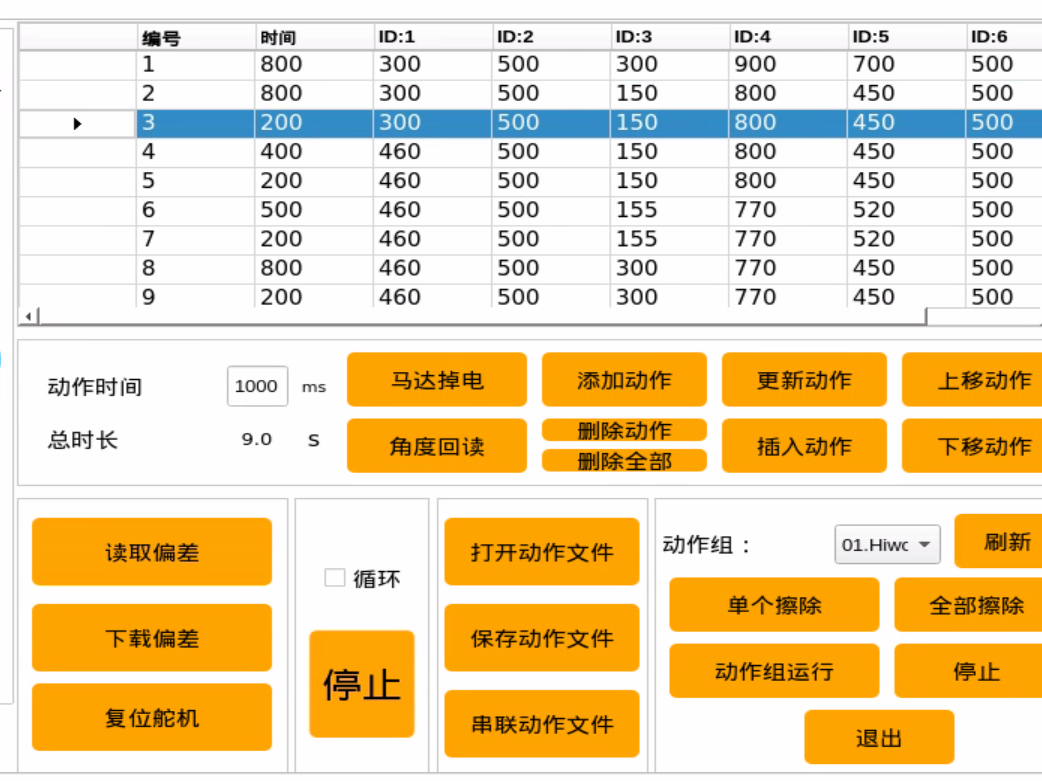 编号 时间 ID:1 ID:2 ID:3 ID:4 ID:5 ID:6
1 800 300 500 300 900 700 500
2 800 300 500 150 800 450 500
3 200 300 500 150 800 450 500
4 400 460 500 150 800 450 500
5 200 460 500 150 800 450 500
6 500 460 500 155 770 520 500
7 200 460 500 155 770 520 500
8 800 460 500 300 770 450 500
9 200 460 500 300 770 450 500
动作时间 1000 ms 马达掉电 添加动作 更新动作 上移动作
总时长 9.0 s 角度回读 删除动作 插入动作 下移动作
删除全部
读取偏差
下载偏差
复位舵机
循环
停止
打开动作文件
保存动作文件
串联动作文件
动作组: 01.Hiwc 刷新
单个擦除 全部擦除
动作组运行 停止
退出